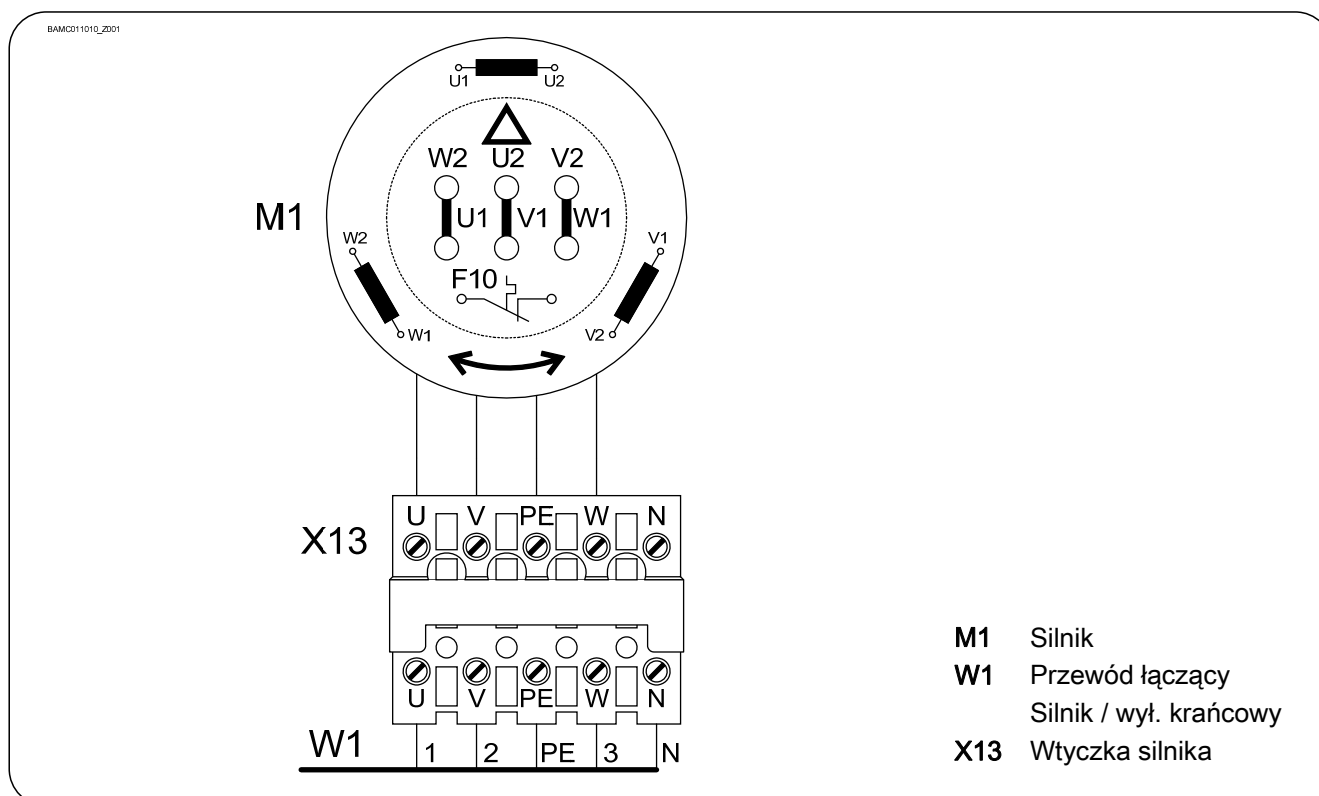 BAMC011010_Z001
U1 U2
W2 U2 V2
M1
U1 V1 W1
W2 V1
F10
W1 V2
U V PE W N
X13
U V PE W N
W1 1 2 PE 3 N
M1 Silnik
W1 Przewód łączący
Silnik / wył. krańcowy
X13 Wtyczka silnika